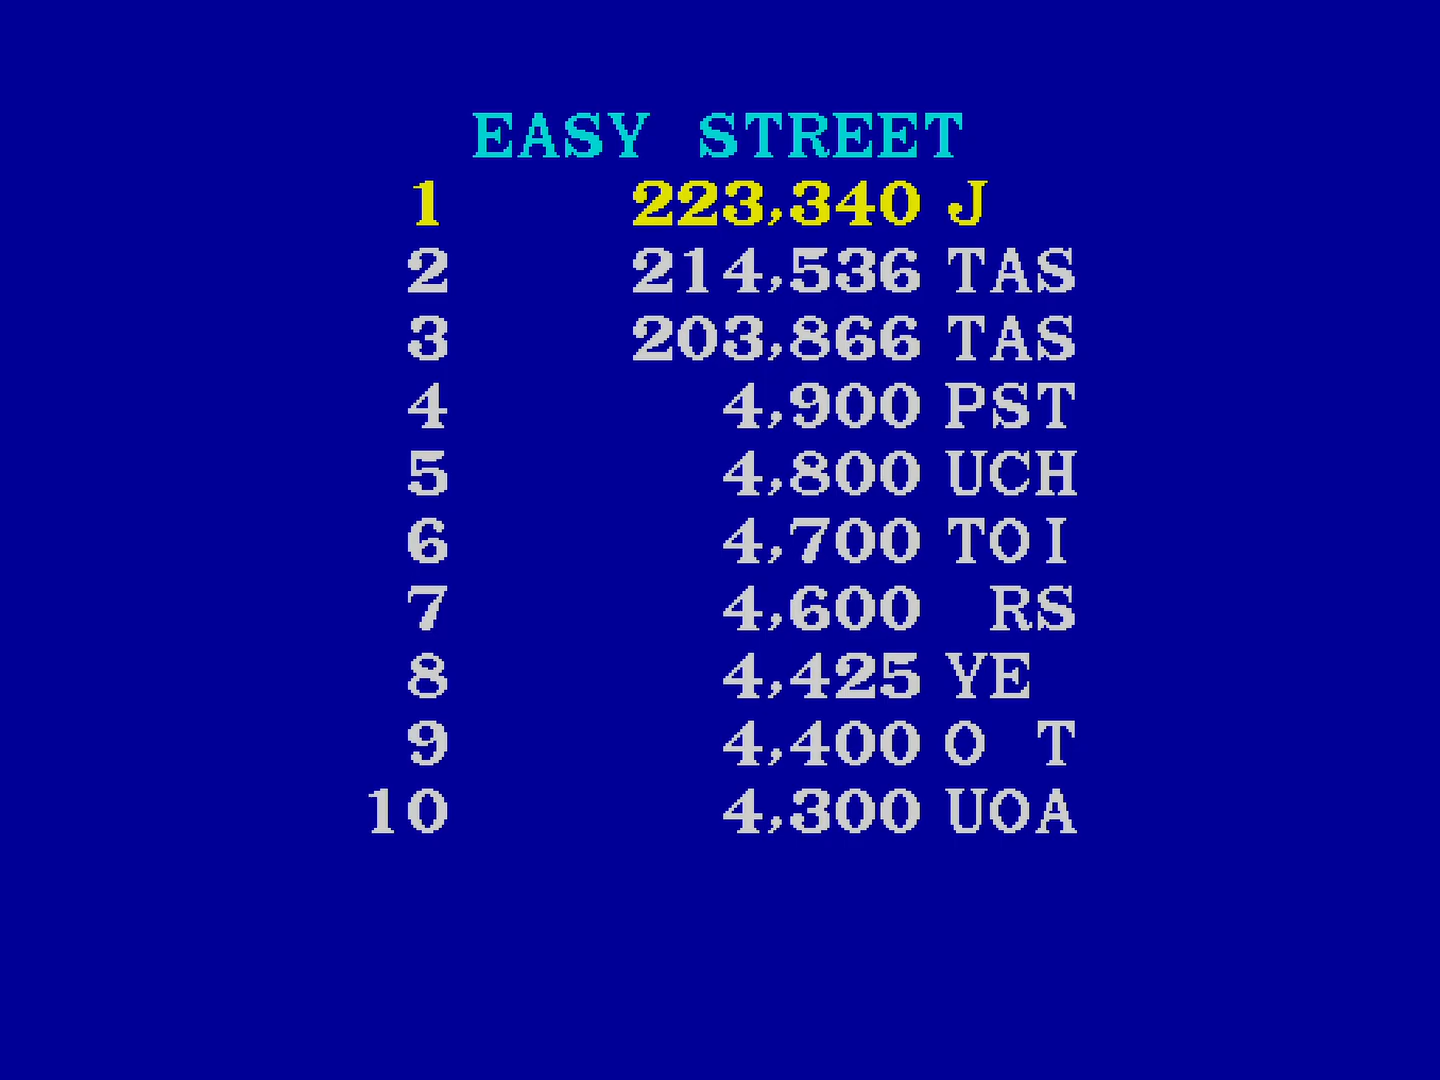 EASY STREET
1 223,340 J
2 214,536 TAS
3 203,866 TAS
4 4,900 PST
5 4,800 UCH
6 4,700 TOI
7 4,600  RS
8 4,425 YE
9 4,400 O T
10 4,300 UOA